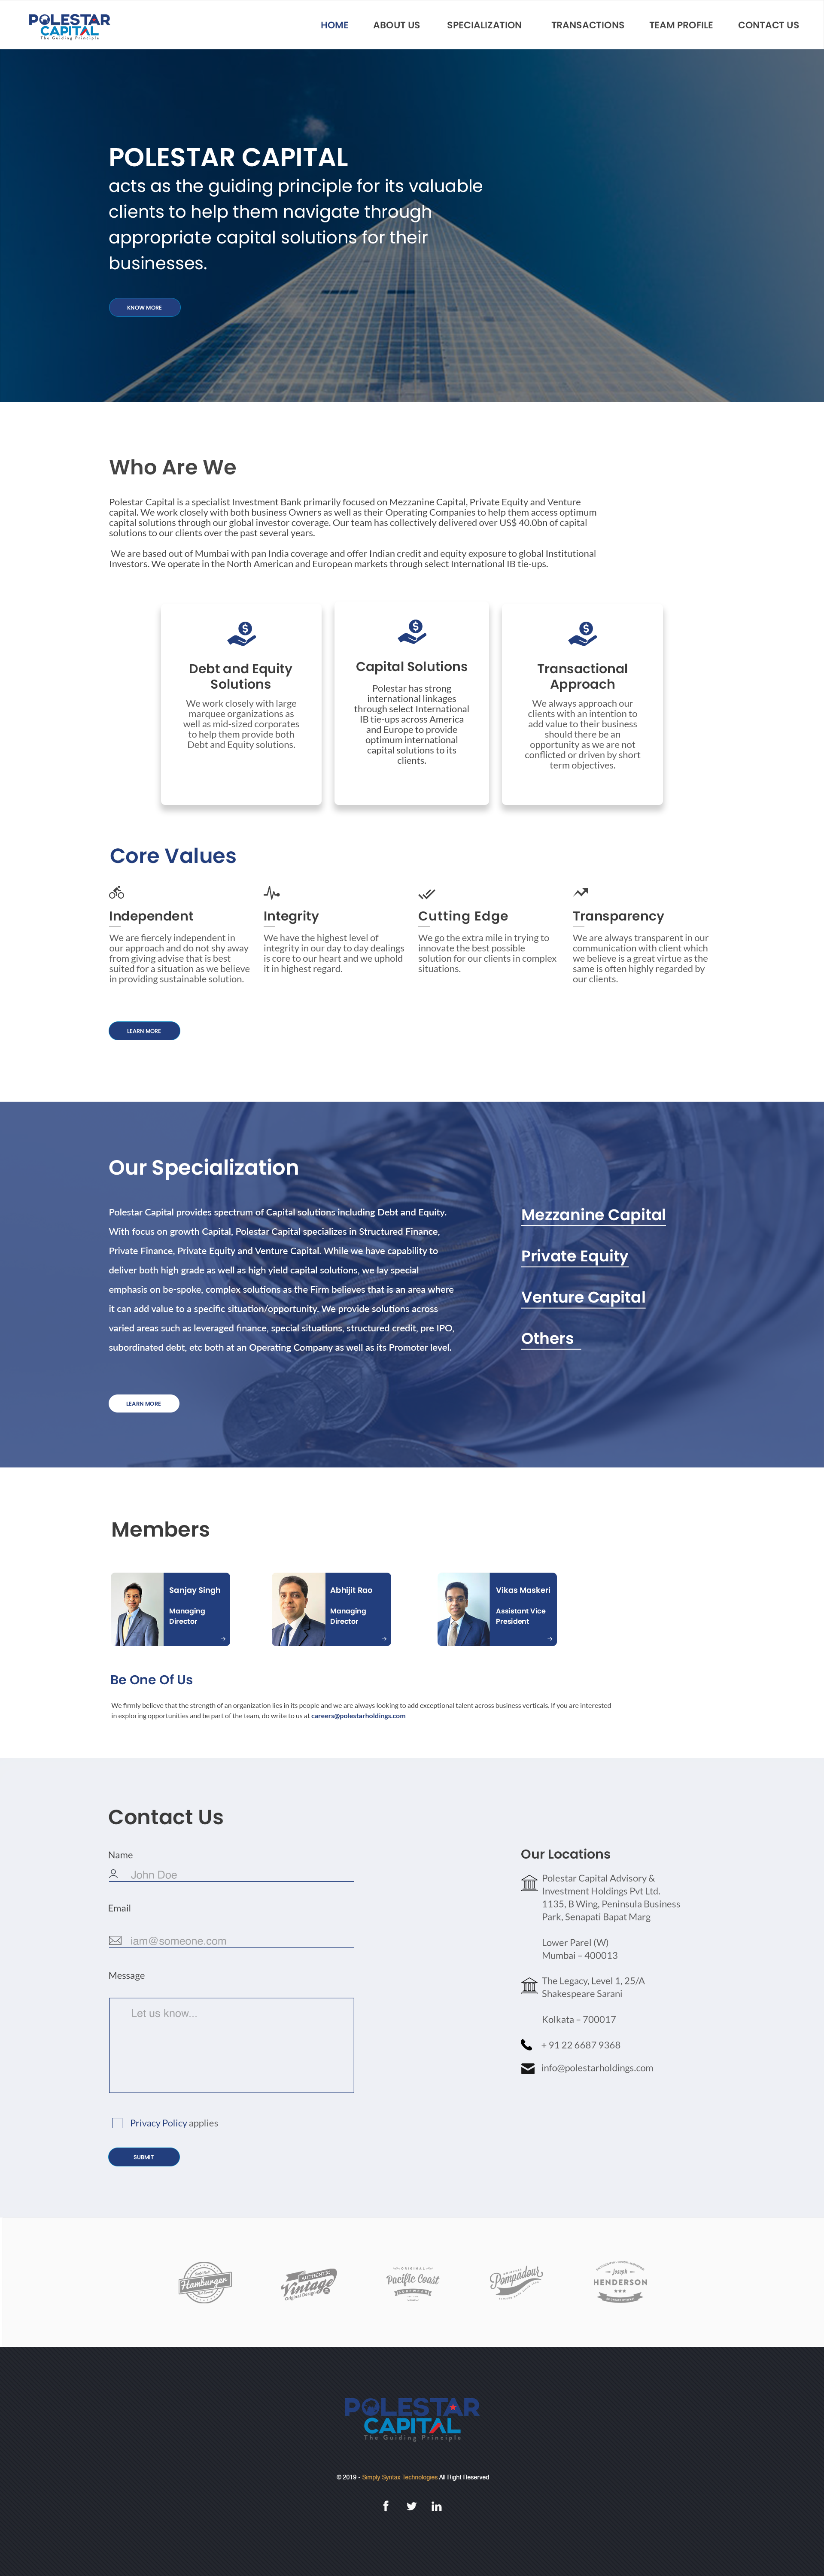 POLESTAR
CAPITAL
The Guiding Principle
HOME
ABOUT US
SPECIALIZATION
TRANSACTIONS
TEAM PROFILE
CONTACT US
POLESTAR CAPITAL
acts as the guiding principle for its valuable
clients to help them navigate through
appropriate capital solutions for their
businesses.
KNOW MORE
Who Are We
Polestar Capital is a specialist Investment Bank primarily focused on Mezzanine Capital, Private Equity and Venture
capital. We work closely with both business Owners as well as their Operating Companies to help them access optimum
capital solutions through our global investor coverage. Our team has collectively delivered over US$ 40.0bn of capital
solutions to our clients over the past several years.
We are based out of Mumbai with pan India coverage and offer Indian credit and equity exposure to global Institutional
Investors. We operate in the North American and European markets through select International IB tie-ups.
Debt and Equity
Solutions
We work closely with large
marquee organizations as
well as mid-sized corporates
to help them provide both
Debt and Equity solutions.
Capital Solutions
Polestar has strong
international linkages
through select International
IB tie-ups across America
and Europe to provide
optimum international
capital solutions to its
clients.
Transactional
Approach
We always approach our
clients with an intention to
add value to their business
should there be an
opportunity as we are not
conflicted or driven by short
term objectives.
Core Values
Independent
We are fiercely independent in
our approach and do not shy away
from giving advise that is best
suited for a situation as we believe
in providing sustainable solution.
Integrity
We have the highest level of
integrity in our day to day dealings
is core to our heart and we uphold
it in highest regard.
Cutting Edge
We go the extra mile in trying to
innovate the best possible
solution for our clients in complex
situations.
Transparency
We are always transparent in our
communication with client which
we believe is a great virtue as the
same is often highly regarded by
our clients.
LEARN MORE
Our Specialization
Polestar Capital provides spectrum of Capital solutions including Debt and Equity.
With focus on growth Capital, Polestar Capital specializes in Structured Finance,
Private Finance, Private Equity and Venture Capital. While we have capability to
deliver both high grade as well as high yield capital solutions, we lay special
emphasis on be-spoke, complex solutions as the Firm believes that is an area where
it can add value to a specific situation/opportunity. We provide solutions across
varied areas such as leveraged finance, special situations, structured credit, pre IPO,
subordinated debt, etc both at an Operating Company as well as its Promoter level.
LEARN MORE
Mezzanine Capital
Private Equity
Venture Capital
Others
Members
Sanjay Singh
Managing
Director
Abhijit Rao
Managing
Director
Vikas Maskeri
Assistant Vice
President
Be One Of Us
We firmly believe that the strength of an organization lies in its people and we are always looking to add exceptional talent across business verticals. If you are interested
in exploring opportunities and be part of the team, do write to us at careers@polestarholdings.com
Contact Us
Name
John Doe
Email
iam@someone.com
Message
Let us know...
Privacy Policy applies
SUBMIT
Our Locations
Polestar Capital Advisory &
Investment Holdings Pvt Ltd.
1135, B Wing, Peninsula Business
Park, Senapati Bapat Marg
Lower Parel (W)
Mumbai – 400013
The Legacy, Level 1, 25/A
Shakespeare Sarani
Kolkata – 700017
+ 91 22 6687 9368
info@polestarholdings.com
Hamburger
AUTHENTIC
Vintage
Original Design
ORIGINAL
Pacific Coast
Pompadour
Joseph
HENDERSON
POLESTAR
CAPITAL
The Guiding Principle
© 2019 - Simply Syntax Technologies All Right Reserved